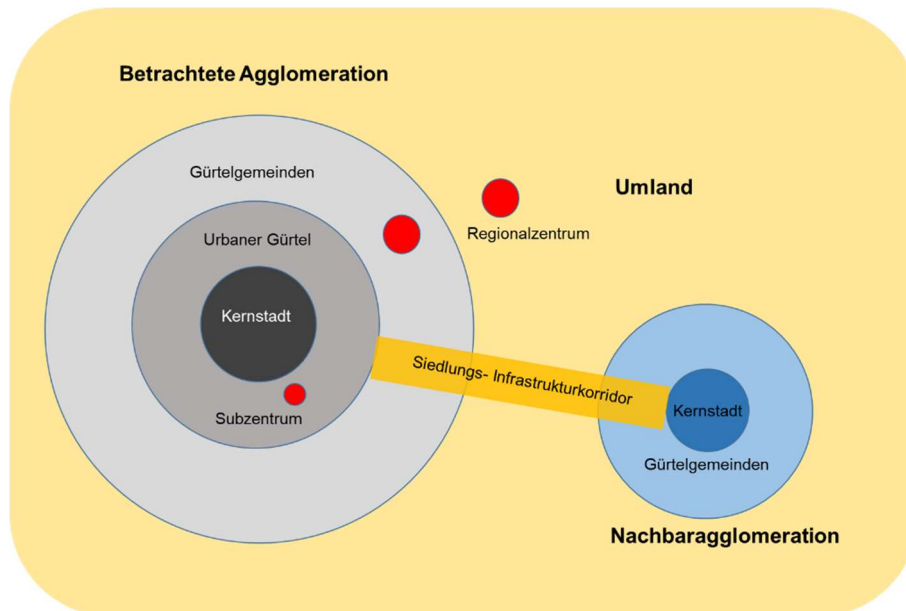 Betrachtete Agglomeration
Gürtelgemeinden
Umland
Regionalzentrum
Urbaner Gürtel
Kernstadt
Siedlungs- Infrastrukturkorridor
Subzentrum
Kernstadt
Gürtelgemeinden
Nachbaragglomeration